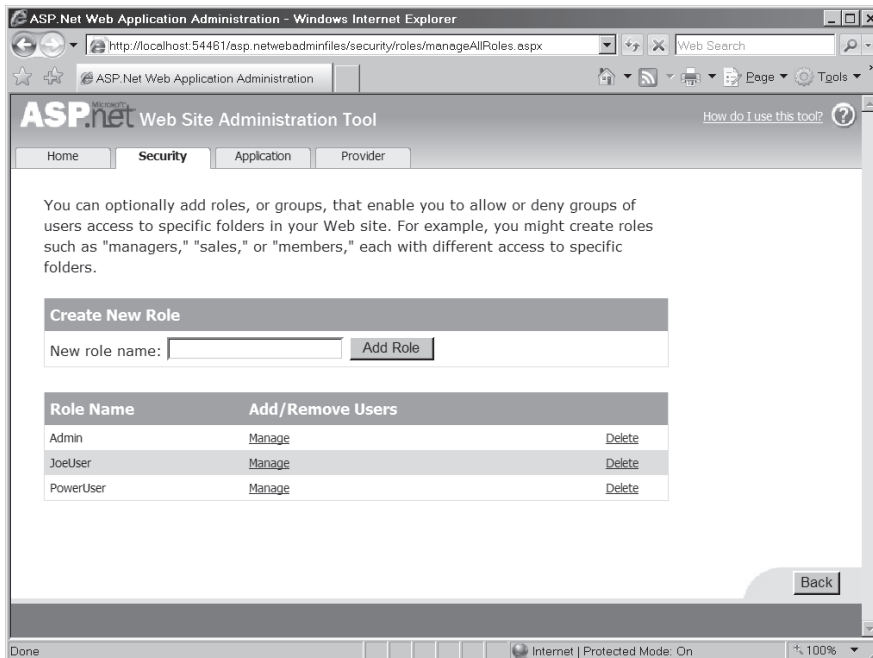 ASP.Net Web Application Administration - Windows Internet Explorer
http://localhost:54461/asp.netwebadminfiles/security/roles/manageAllRoles.aspx
Web Search
ASP.Net Web Application Administration
Page
Tools
Microsoft
ASP.net Web Site Administration Tool
How do I use this tool?
Home Security Application Provider
You can optionally add roles, or groups, that enable you to allow or deny groups of
users access to specific folders in your Web site. For example, you might create roles
such as "managers," "sales," or "members," each with different access to specific
folders.
Create New Role
New role name: Add Role
Role Name Add/Remove Users
Admin Manage Delete
JoeUser Manage Delete
PowerUser Manage Delete
Back
Done Internet | Protected Mode: On 100%